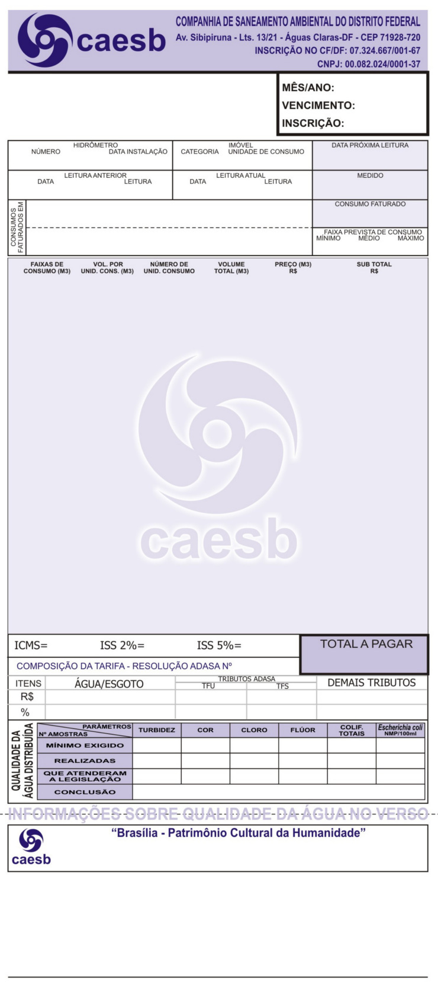 caesb
COMPANHIA DE SANEAMENTO AMBIENTAL DO DISTRITO FEDERAL
Av. Sibipiruna - Lts. 13/21 - Águas Claras-DF - CEP 71928-720
INSCRIÇÃO NO CF/DF: 07.324.667/001-67
CNPJ: 00.082.024/0001-37
MÊS/ANO:
VENCIMENTO:
INSCRIÇÃO:
HIDRÔMETRO
NÚMERO DATA INSTALAÇÃO
IMÓVEL
CATEGORIA UNIDADE DE CONSUMO
DATA PRÓXIMA LEITURA
LEITURA ANTERIOR
DATA LEITURA
LEITURA ATUAL
DATA LEITURA
MEDIDO
CONSUMOS
FATURADOS EM
CONSUMO FATURADO
FAIXA PREVISTA DE CONSUMO
MÍNIMO MÉDIO MÁXIMO
FAIXAS DE
CONSUMO (M3)
VOL. POR
UNID. CONS. (M3)
NÚMERO DE
UNID. CONSUMO
VOLUME
TOTAL (M3)
PREÇO (M3)
R$
SUB TOTAL
R$
caesb
ICMS= ISS 2%= ISS 5%=
TOTAL A PAGAR
COMPOSIÇÃO DA TARIFA - RESOLUÇÃO ADASA Nº
ITENS ÁGUA/ESGOTO
TRIBUTOS ADASA
TFU TFS
DEMAIS TRIBUTOS
R$
%
QUALIDADE DA
ÁGUA DISTRIBUÍDA
PARÂMETROS
Nº AMOSTRAS
TURBIDEZ COR CLORO FLÚOR
COLIF.
TOTAIS
Escherichia coli
NMP/100ml
MÍNIMO EXIGIDO
REALIZADAS
QUE ATENDERAM
A LEGISLAÇÃO
CONCLUSÃO
INFORMAÇÕES SOBRE QUALIDADE DA ÁGUA NO VERSO
caesb
“Brasília - Patrimônio Cultural da Humanidade”